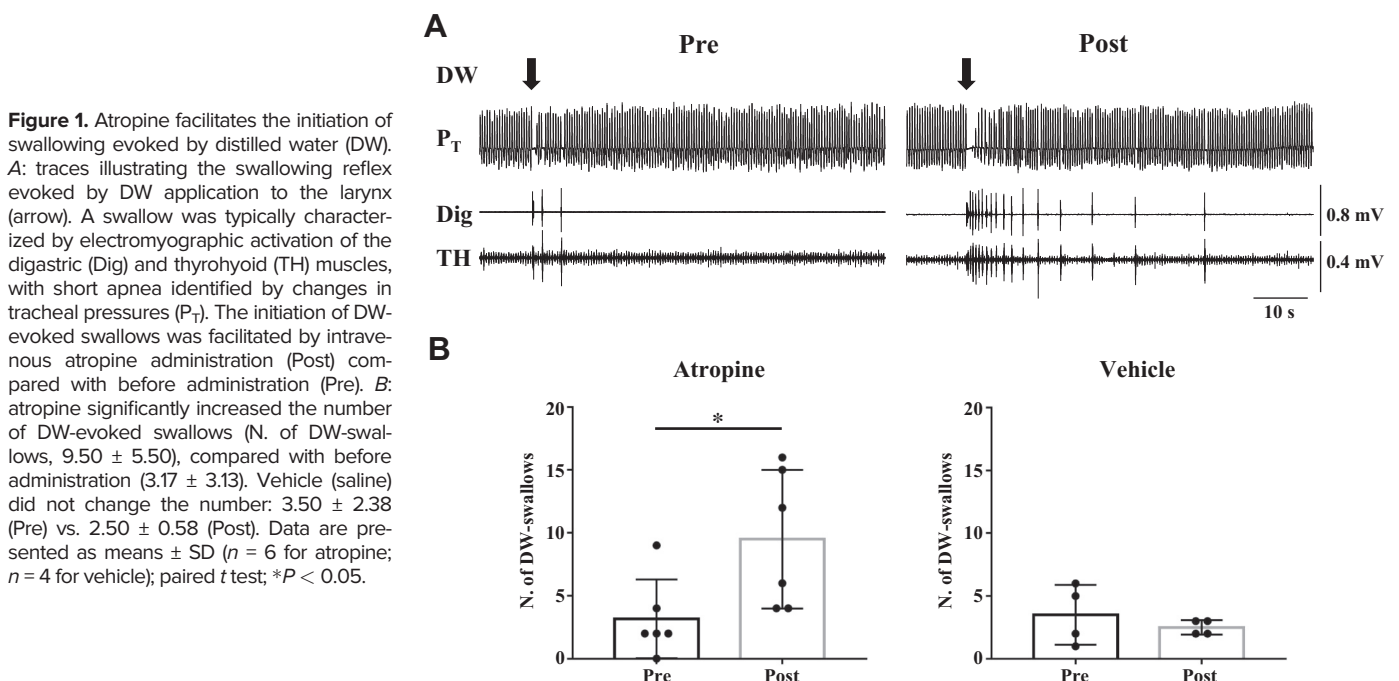 Figure 1. Atropine facilitates the initiation of
swallowing evoked by distilled water (DW).
A: traces illustrating the swallowing reflex
evoked by DW application to the larynx
(arrow). A swallow was typically character-
ized by electromyographic activation of the
digastric (Dig) and thyrohyoid (TH) muscles,
with short apnea identified by changes in
tracheal pressures (PT). The initiation of DW-
evoked swallows was facilitated by intrave-
nous atropine administration (Post) com-
pared with before administration (Pre). B:
atropine significantly increased the number
of DW-evoked swallows (N. of DW-swal-
lows, 9.50 ± 5.50), compared with before
administration (3.17 ± 3.13). Vehicle (saline)
did not change the number: 3.50 ± 2.38
(Pre) vs. 2.50 ± 0.58 (Post). Data are pre-
sented as means ± SD (n = 6 for atropine;
n = 4 for vehicle); paired t test; *P < 0.05.
A
Pre
Post
DW
PT
Dig
0.8 mV
TH
0.4 mV
10 s
B
Atropine
N. of DW-swallows
20
15
10
5
0
*
Pre
Post
Vehicle
N. of DW-swallows
20
15
10
5
0
Pre
Post